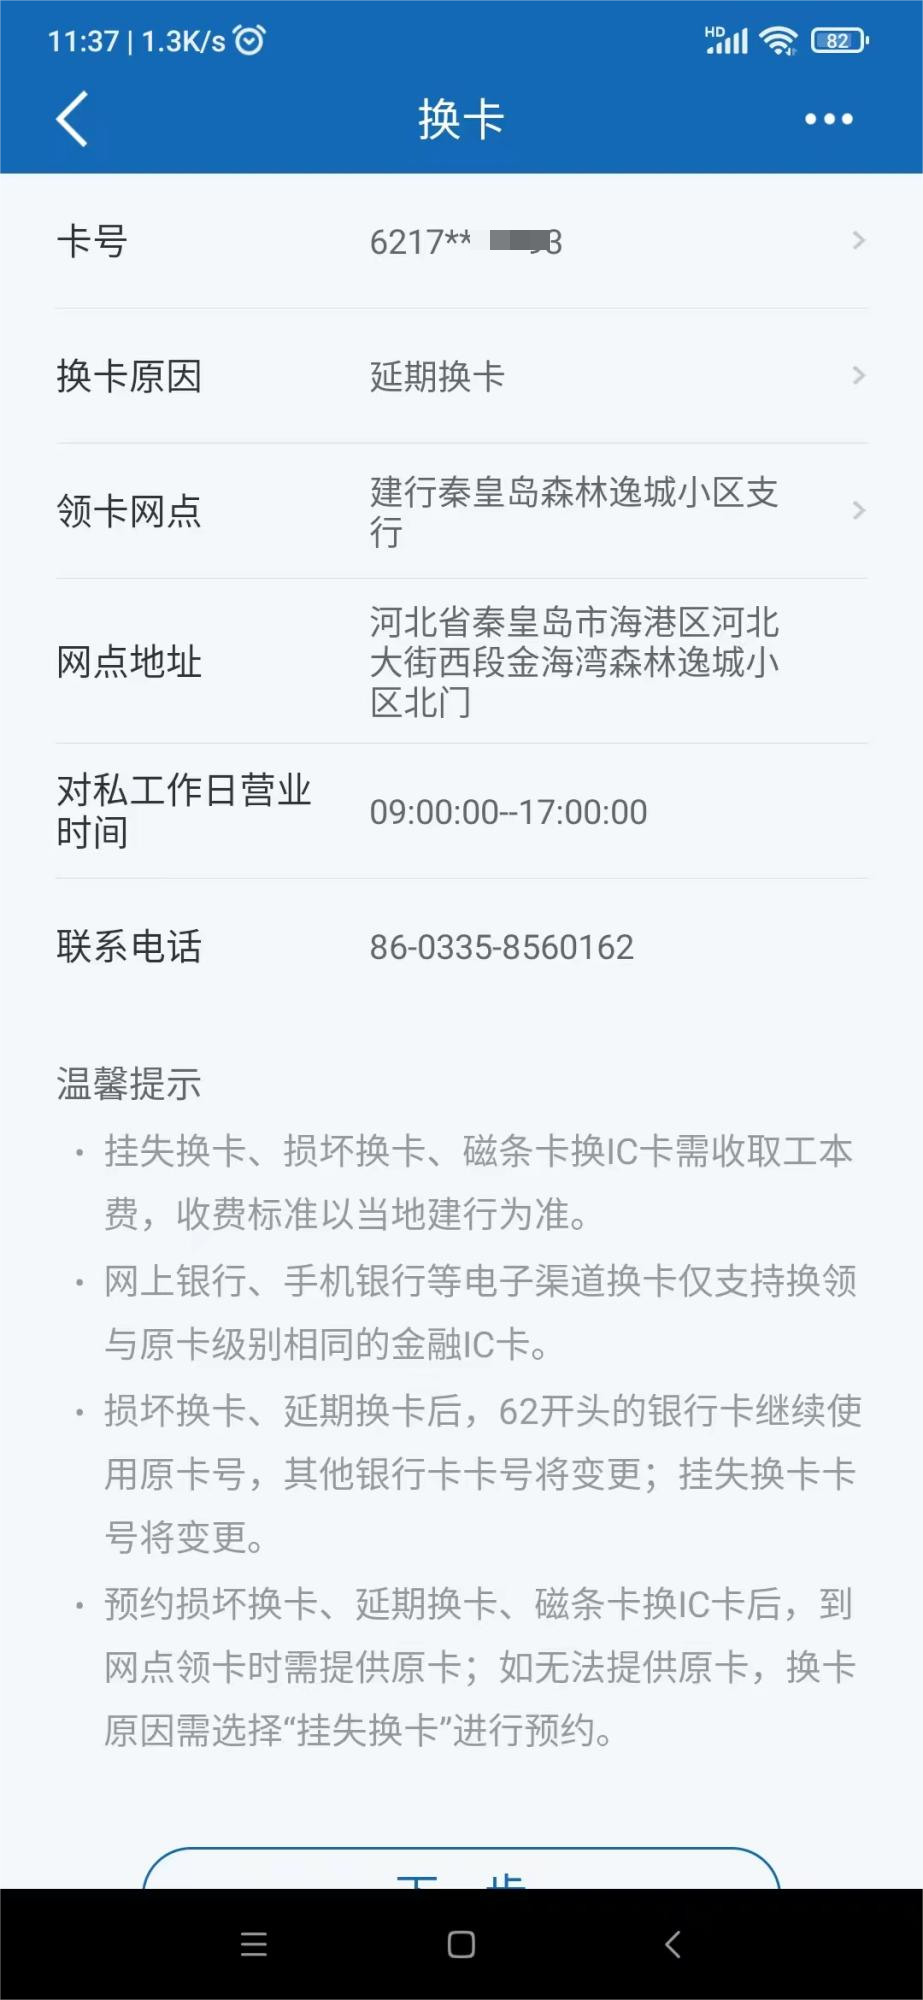 11:37 | 1.3K/s
HD
82
换卡
卡号
6217** 3
换卡原因
延期换卡
领卡网点
建行秦皇岛森林逸城小区支
行
网点地址
河北省秦皇岛市海港区河北
大街西段金海湾森林逸城小
区北门
对私工作日营业
时间
09:00:00--17:00:00
联系电话
86-0335-8560162
温馨提示
· 挂失换卡、损坏换卡、磁条卡换IC卡需收取工本
费，收费标准以当地建行为准。
· 网上银行、手机银行等电子渠道换卡仅支持换领
与原卡级别相同的金融IC卡。
· 损坏换卡、延期换卡后，62开头的银行卡继续使
用原卡号，其他银行卡卡号将变更；挂失换卡卡
号将变更。
· 预约损坏换卡、延期换卡、磁条卡换IC卡后，到
网点领卡时需提供原卡；如无法提供原卡，换卡
原因需选择“挂失换卡”进行预约。
下一步